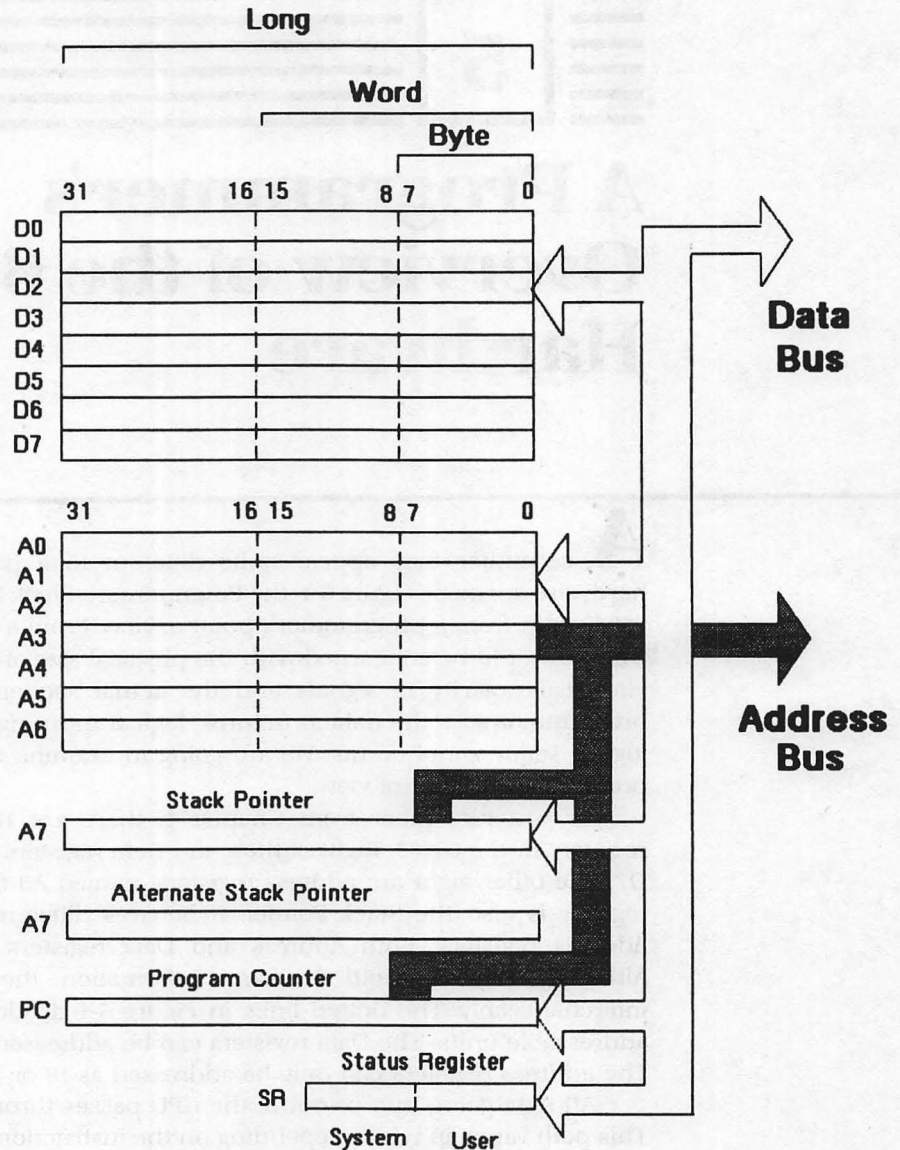 Long
Word
Byte
31 16 15 8 7 0
D0
D1
D2
D3
D4
D5
D6
D7
Data
Bus
31 16 15 8 7 0
A0
A1
A2
A3
A4
A5
A6
Address
Bus
Stack Pointer
A7
Alternate Stack Pointer
A7
Program Counter
PC
Status Register
SR
System User